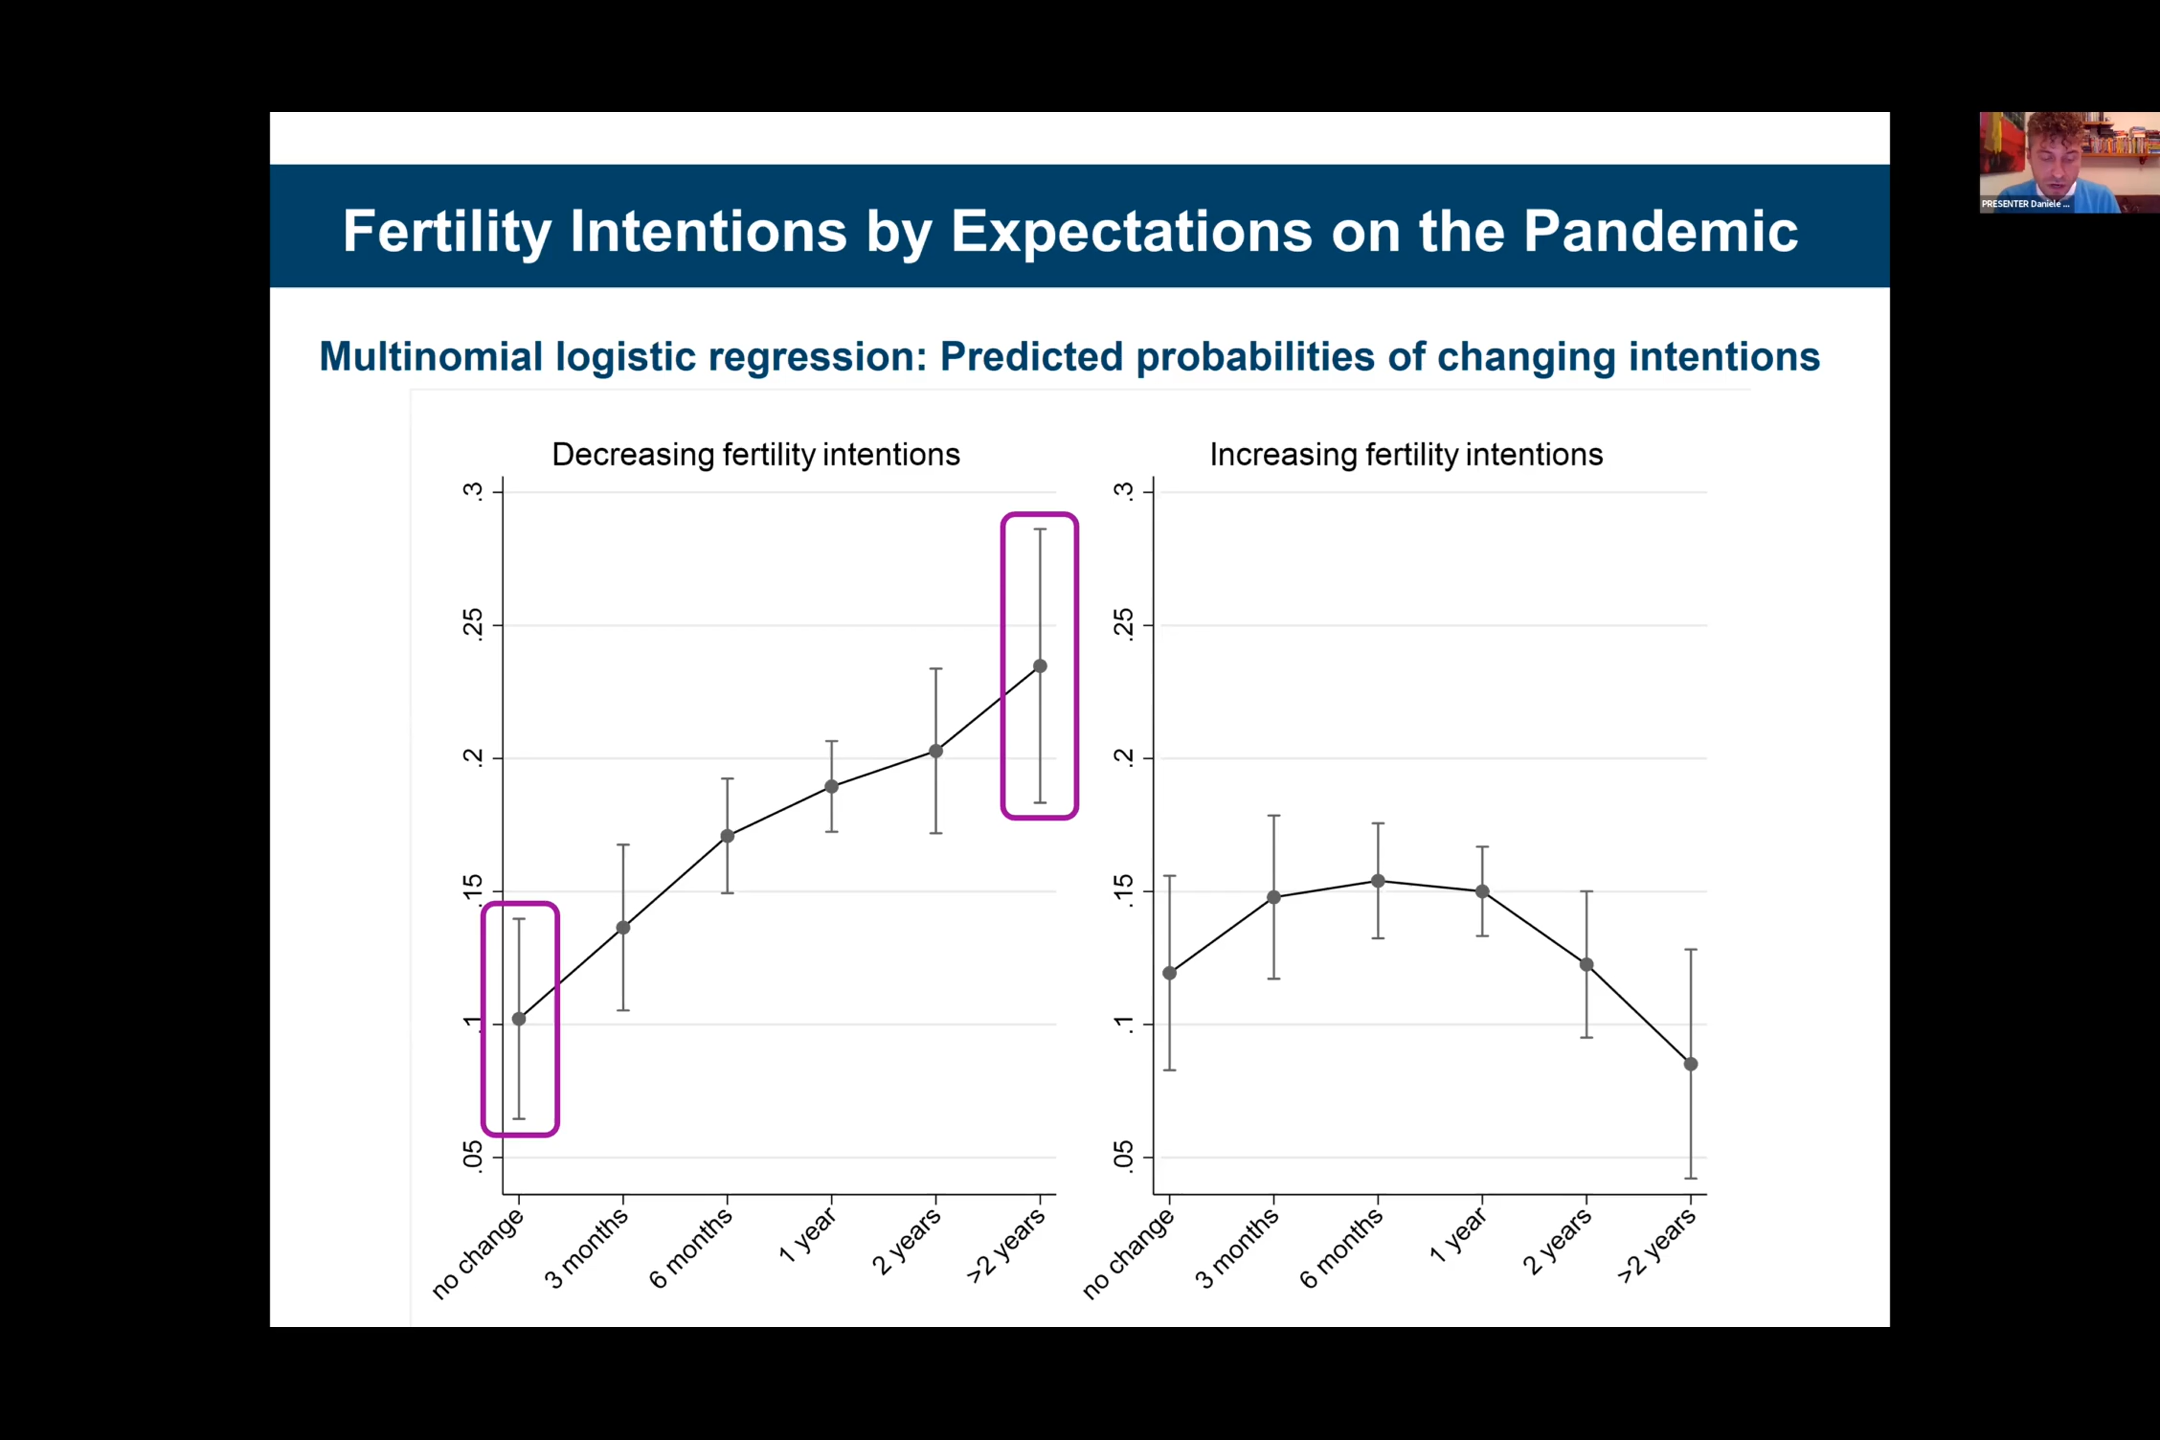 Fertility Intentions by Expectations on the Pandemic
PRESENTER Daniele ...
Multinomial logistic regression: Predicted probabilities of changing intentions
Decreasing fertility intentions
.3
.25
.2
.15
.1
.05
no change
3 months
6 months
1 year
2 years
>2 years
Increasing fertility intentions
.3
.25
.2
.15
.1
.05
no change
3 months
6 months
1 year
2 years
>2 years